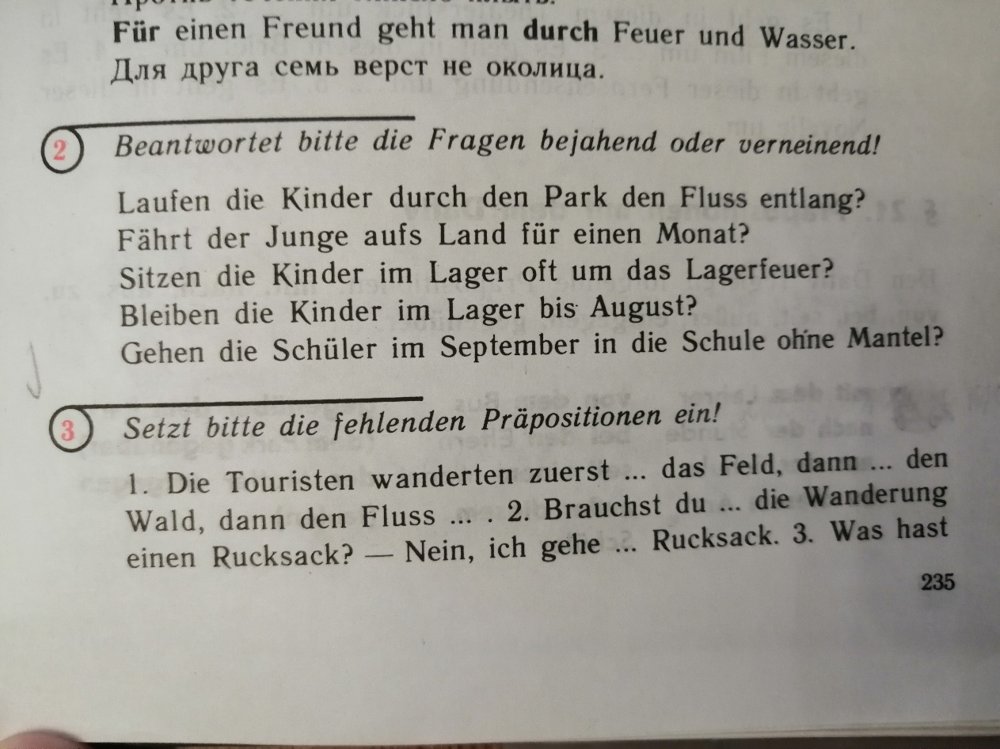 Für einen Freund geht man durch Feuer und Wasser.
Для друга семь верст не околица.
2 Beantwortet bitte die Fragen bejahend oder verneinend!
Laufen die Kinder durch den Park den Fluss entlang?
Fährt der Junge aufs Land für einen Monat?
Sitzen die Kinder im Lager oft um das Lagerfeuer?
Bleiben die Kinder im Lager bis August?
Gehen die Schüler im September in die Schule ohne Mantel?
3 Setzt bitte die fehlenden Präpositionen ein!
1. Die Touristen wanderten zuerst ... das Feld, dann ... den
Wald, dann den Fluss ... . 2. Brauchst du ... die Wanderung
einen Rucksack? — Nein, ich gehe ... Rucksack. 3. Was hast
235